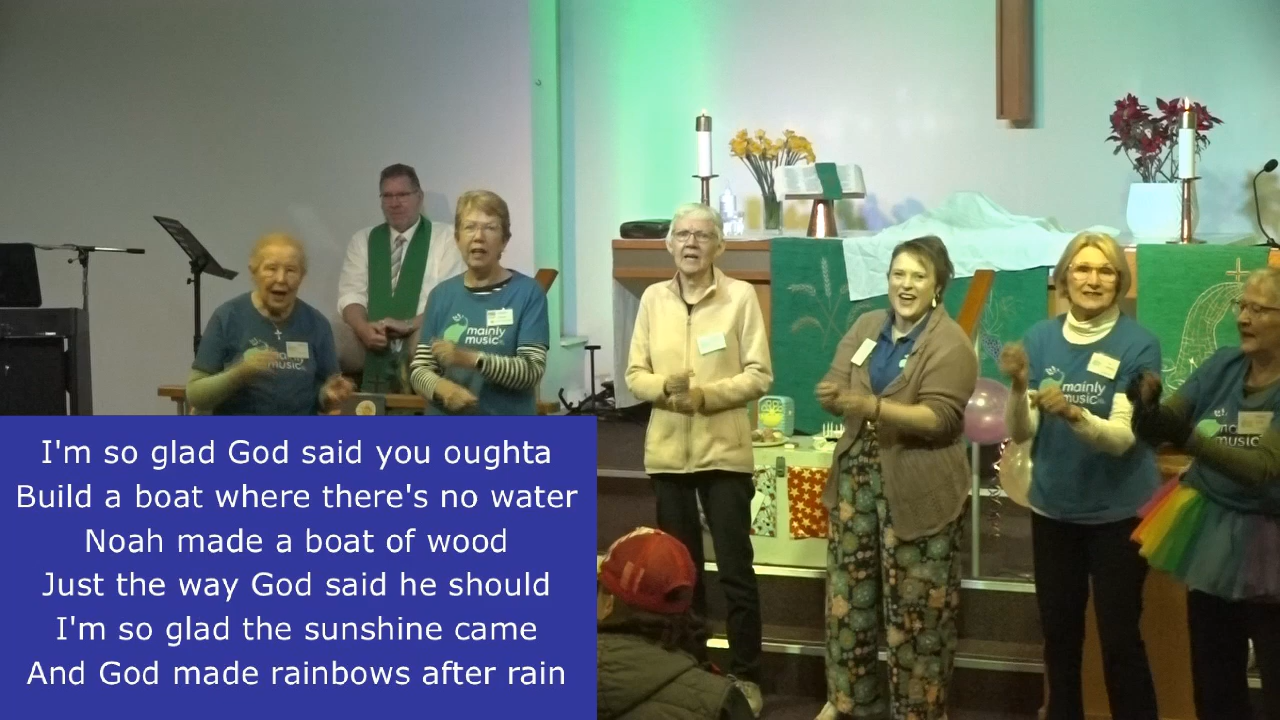 mainly
music
mainly
music
mainly
music
music
I'm so glad God said you oughta
Build a boat where there's no water
Noah made a boat of wood
Just the way God said he should
I'm so glad the sunshine came
And God made rainbows after rain